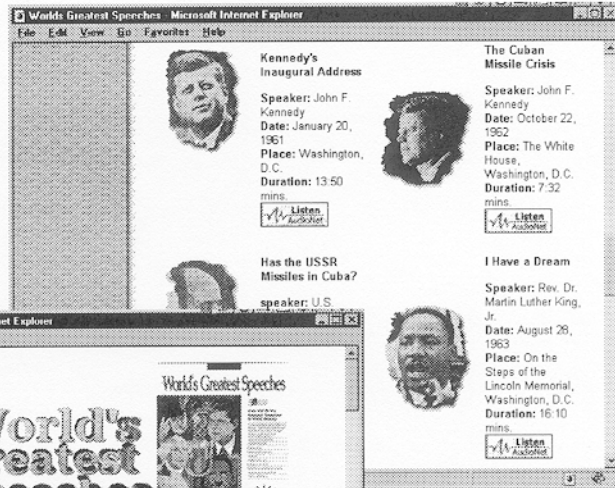 Worlds Greatest Speeches - Microsoft Internet Explorer
File Edit View Go Favorites Help
Kennedy's
Inaugural Address
Speaker: John F.
Kennedy
Date: January 20,
1961
Place: Washington,
D.C.
Duration: 13:50
mins.
Listen
AudioNet
The Cuban
Missile Crisis
Speaker: John F.
Kennedy
Date: October 22,
1962
Place: The White
House,
Washington, D.C.
Duration: 7:32
mins.
Listen
AudioNet
Has the USSR
Missiles in Cuba?
speaker: U.S.
I Have a Dream
Speaker: Rev. Dr.
Martin Luther King,
Jr.
Date: August 28,
1963
Place: On the
Steps of the
Lincoln Memorial,
Washington, D.C.
Duration: 16:10
mins.
Listen
AudioNet
net Explorer
World's Greatest Speeches
World's
reatest